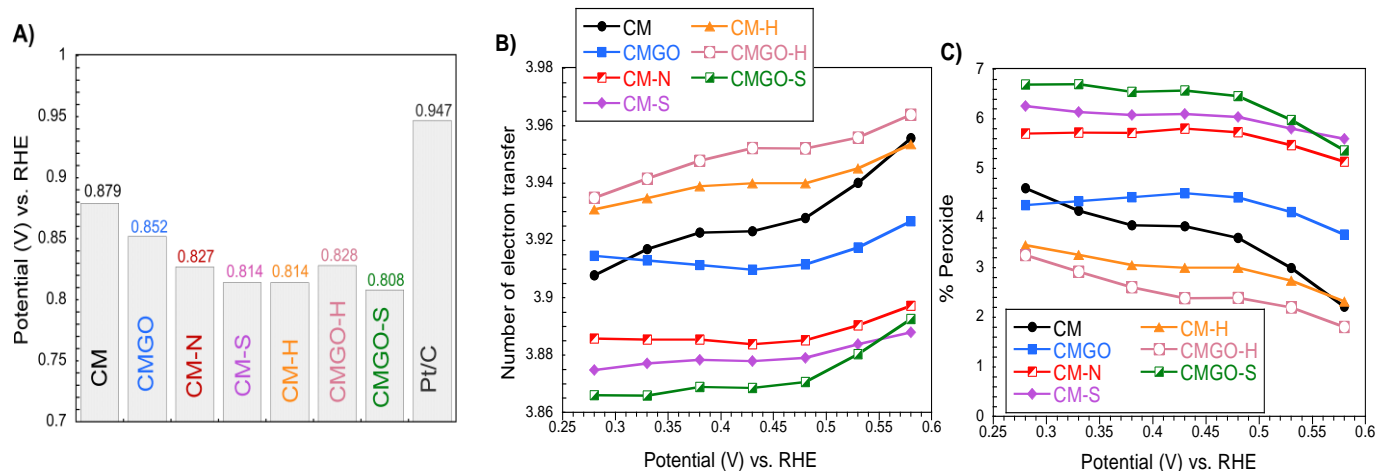 A)
Potential (V) vs. RHE
1
0.95
0.9
0.85
0.8
0.75
0.7
0.879
0.852
0.827
0.814
0.814
0.828
0.808
0.947
CM
CMGO
CM-N
CM-S
CM-H
CMGO-H
CMGO-S
Pt/C
B)
CM
CM-H
CMGO
CMGO-H
CM-N
CMGO-S
CM-S
Number of electron transfer
3.98
3.96
3.94
3.92
3.9
3.88
3.86
0.25 0.3 0.35 0.4 0.45 0.5 0.55 0.6
Potential (V) vs. RHE
C)
% Peroxide
7
6
5
4
3
2
1
0
CM
CM-H
CMGO
CMGO-H
CM-N
CMGO-S
CM-S
0.25 0.3 0.35 0.4 0.45 0.5 0.55 0.6
Potential (V) vs. RHE